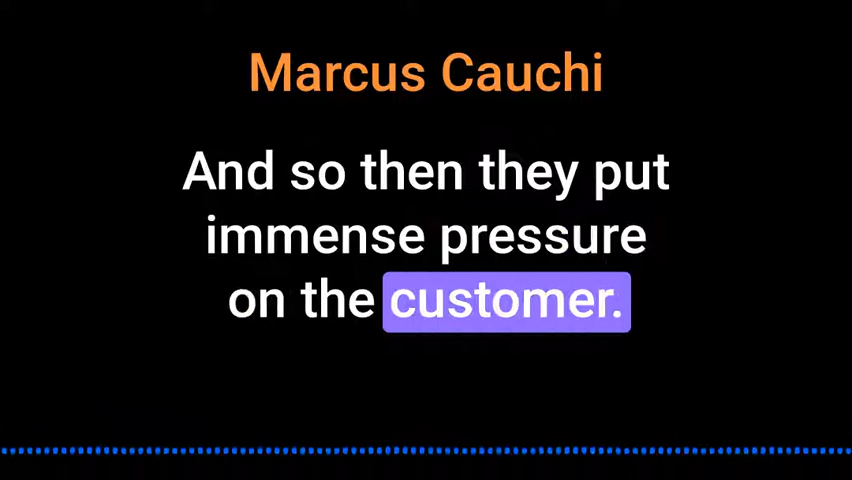 Marcus Cauchi
And so then they put
immense pressure
on the customer.